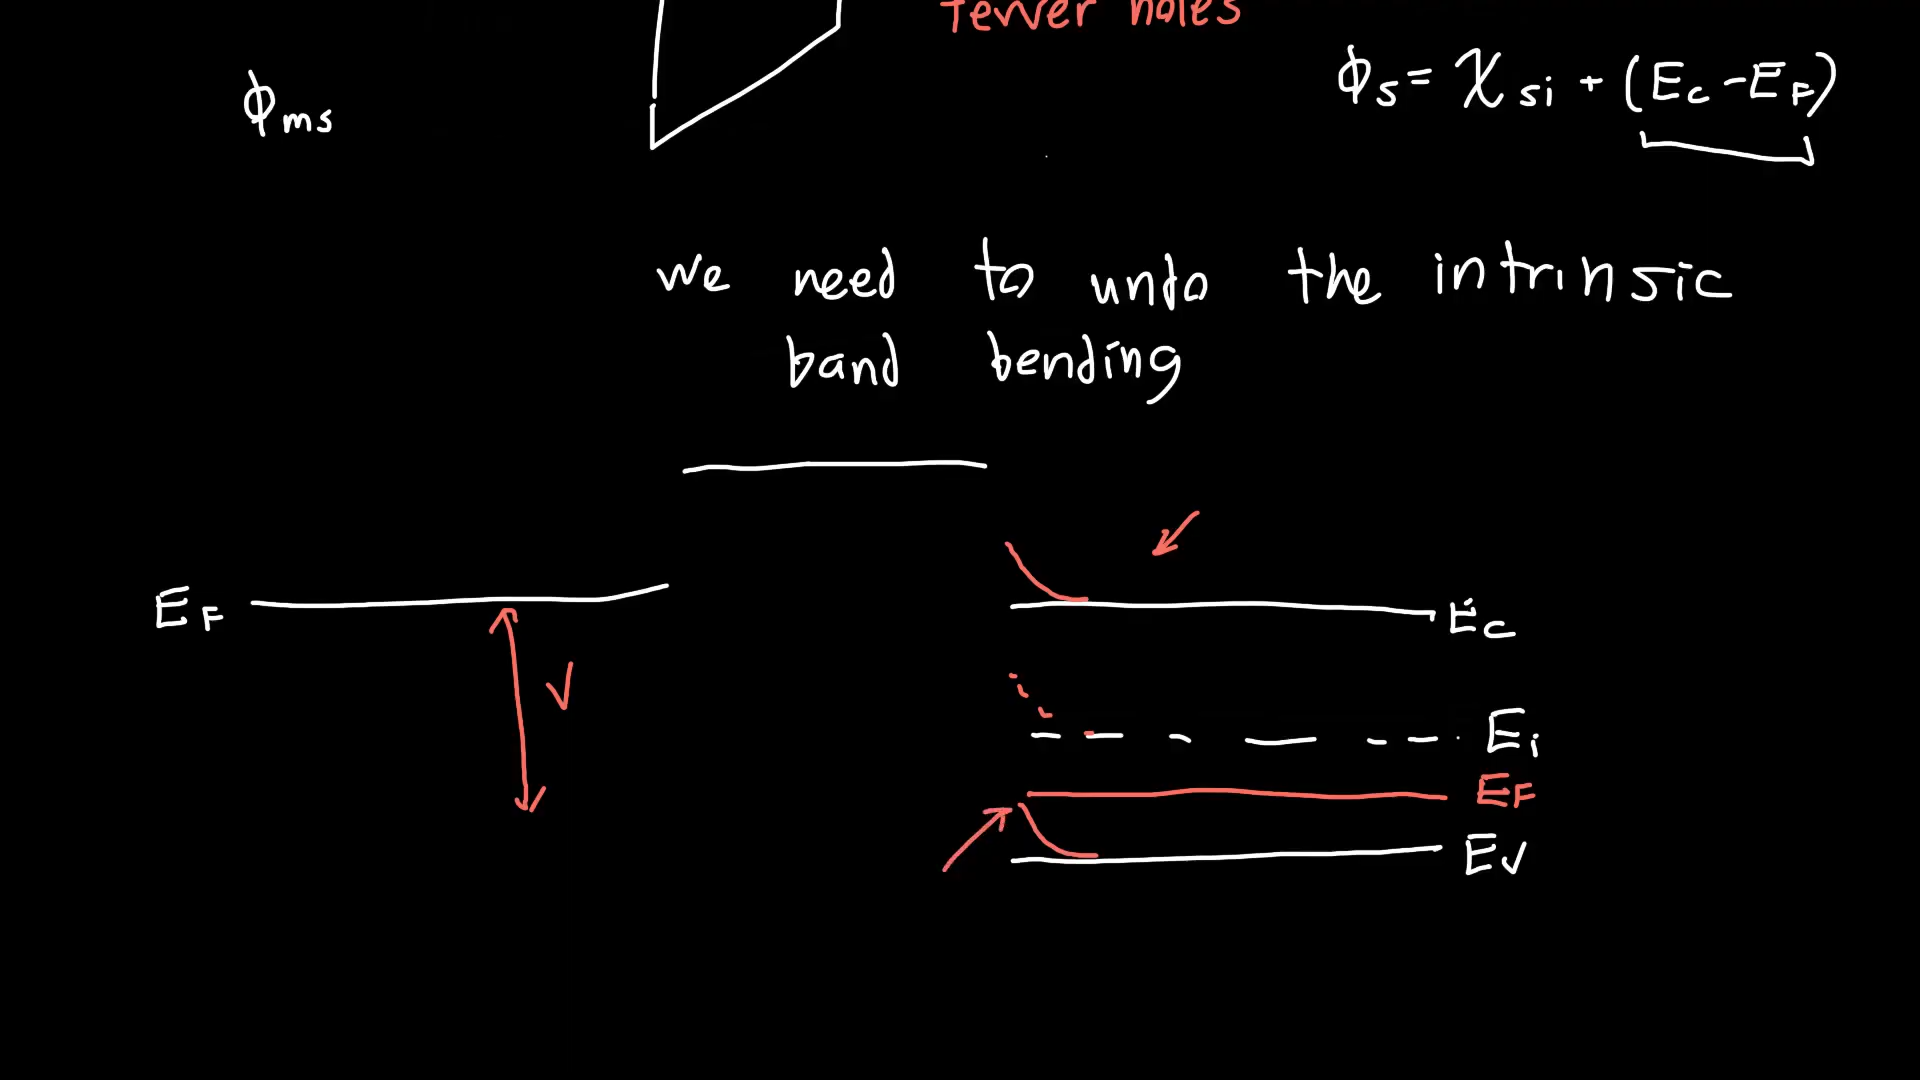 fewer holes
ϕms
ϕs = χsi + (Ec - EF)
we need to undo the intrinsic
band bending
EF
V
Ec
Ei
EF
Ev